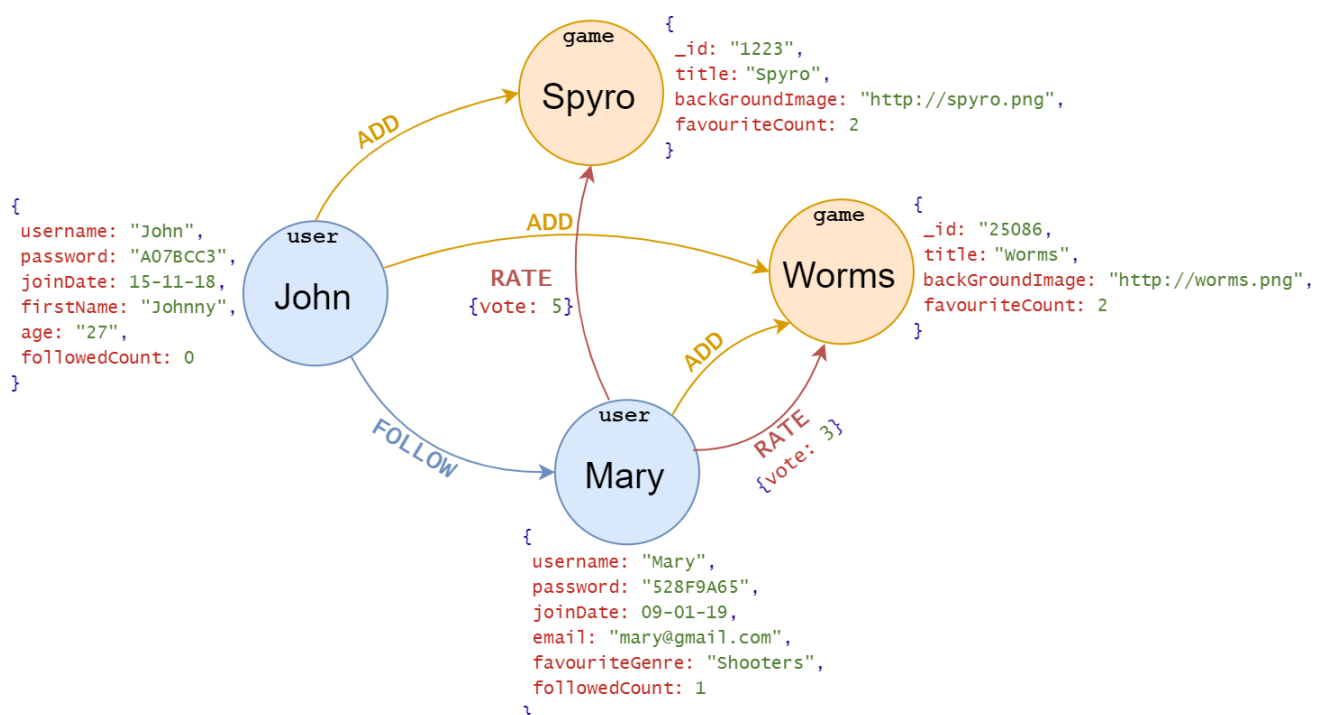 game
Spyro
{
_id: "1223",
title: "Spyro",
backGroundImage: "http://spyro.png",
favouriteCount: 2
}
ADD
{
username: "John",
password: "A07BCC3",
joinDate: 15-11-18,
firstName: "Johnny",
age: "27",
followedCount: 0
}
user
John
ADD
RATE
{vote: 5}
game
Worms
{
_id: "25086,
title: "Worms",
backGroundImage: "http://worms.png",
favouriteCount: 2
}
ADD
RATE
{vote: 3}
FOLLOW
user
Mary
{
username: "Mary",
password: "528F9A65",
joinDate: 09-01-19,
email: "mary@gmail.com",
favouriteGenre: "Shooters",
followedCount: 1
}